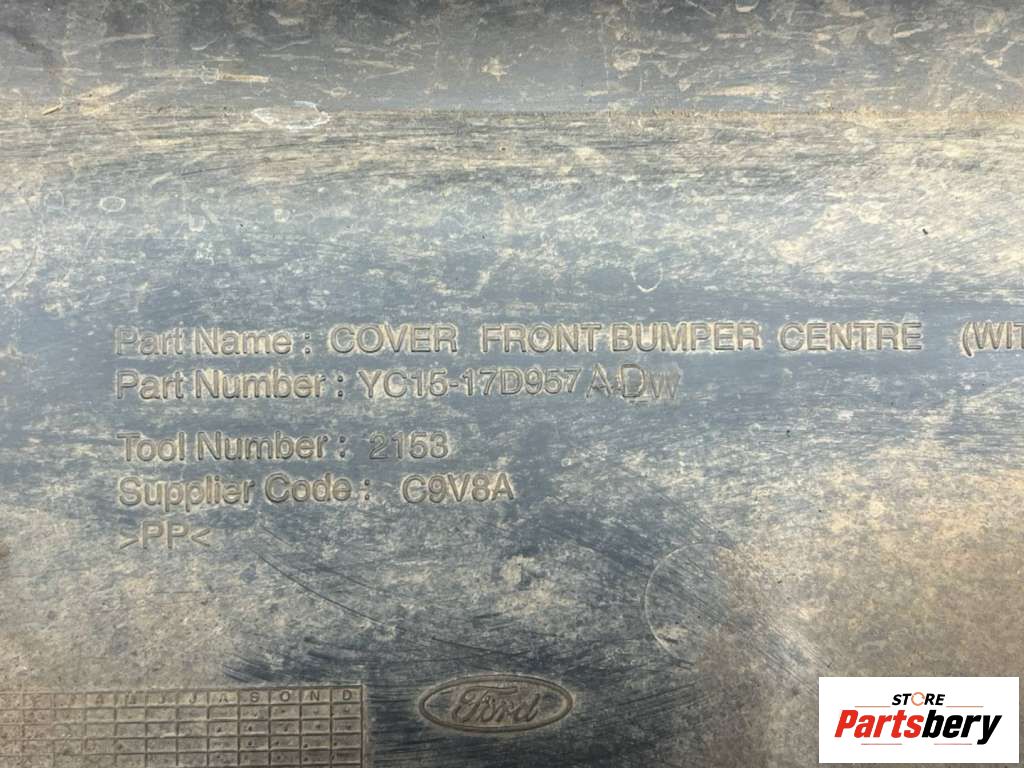 Part Name : COVER FRONT BUMPER CENTRE (WIT
Part Number : YC15-17D957 A-DW
Tool Number : 2153
Supplier Code : C9V8A
>PP<
J A S O N D
Ford
STORE
Partsbery